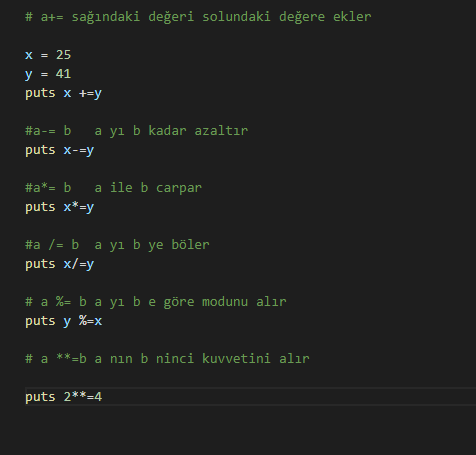 # a+= sağındaki değeri solundaki değere ekler
x = 25
y = 41
puts x +=y
#a-= b   a yı b kadar azaltır
puts x-=y
#a*= b   a ile b carpar
puts x*=y
#a /= b  a yı b ye böler
puts x/=y
# a %= b a yı b e göre modunu alır
puts y %=x
# a **=b a nın b ninci kuvvetini alır
puts 2**=4